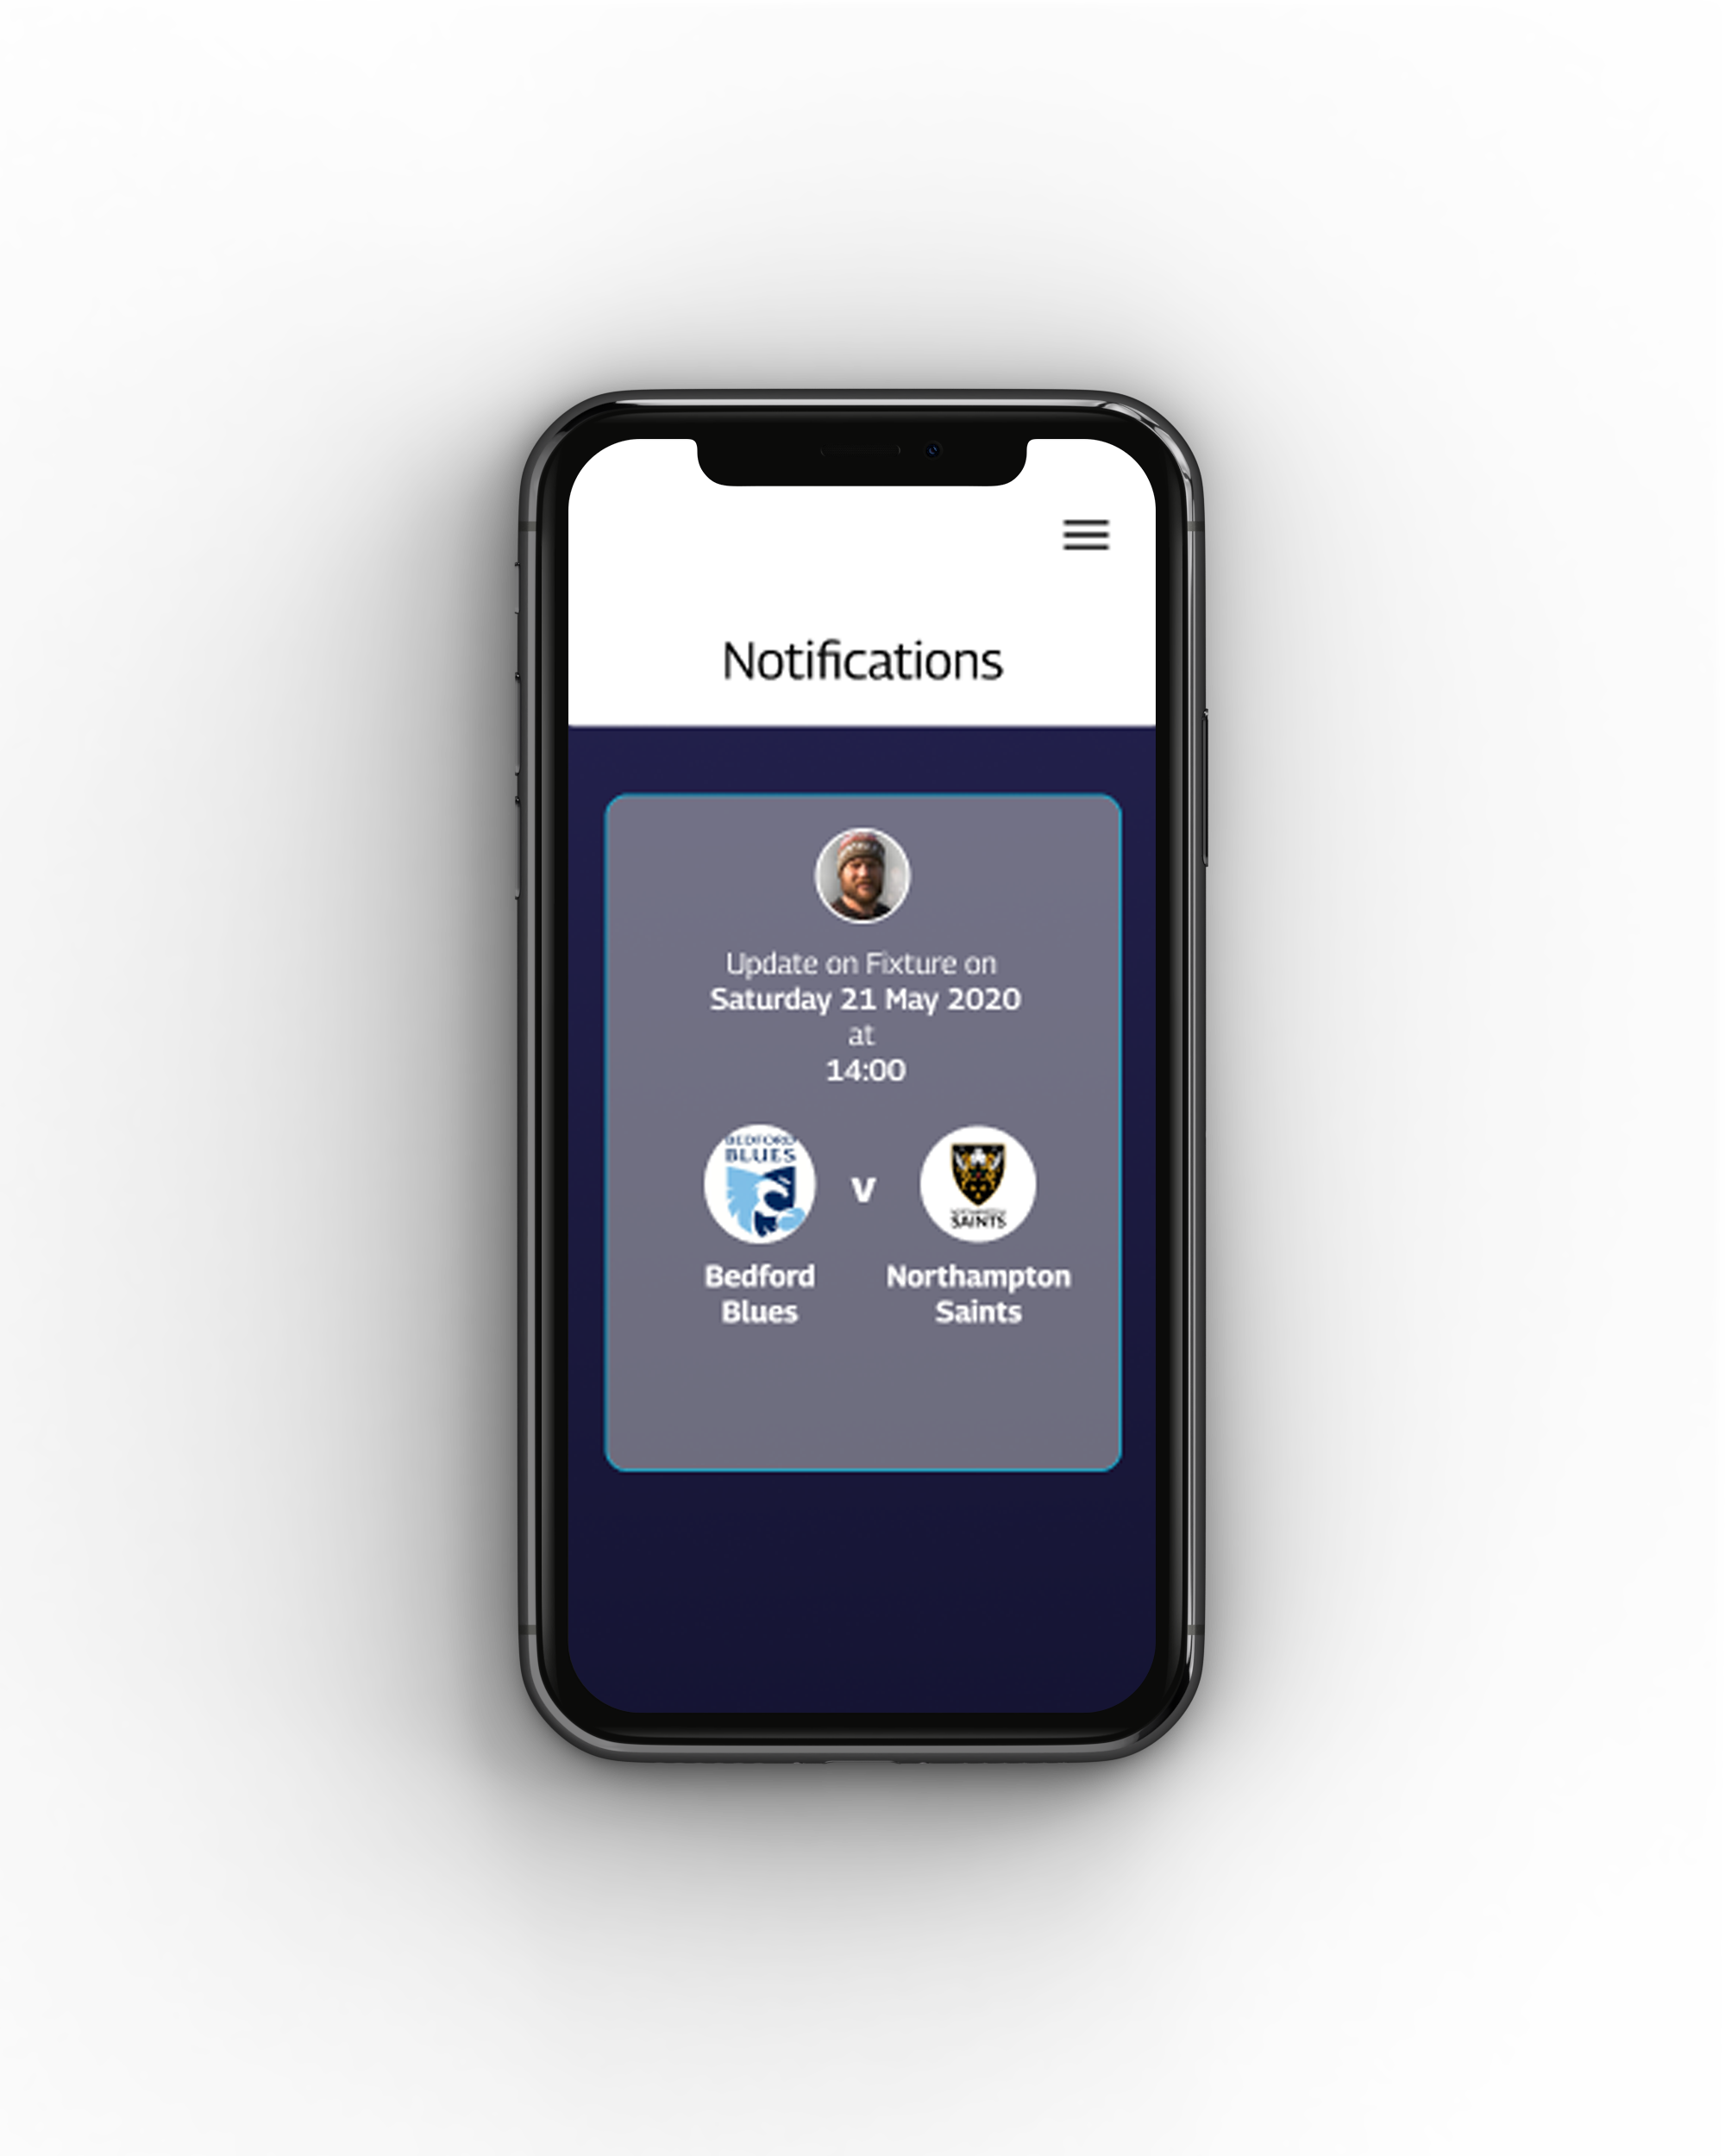 Notifications
Update on Fixture on
Saturday 21 May 2020
at
14:00
BEDFORD
BLUES
v
SAINTS
Bedford
Blues
Northampton
Saints